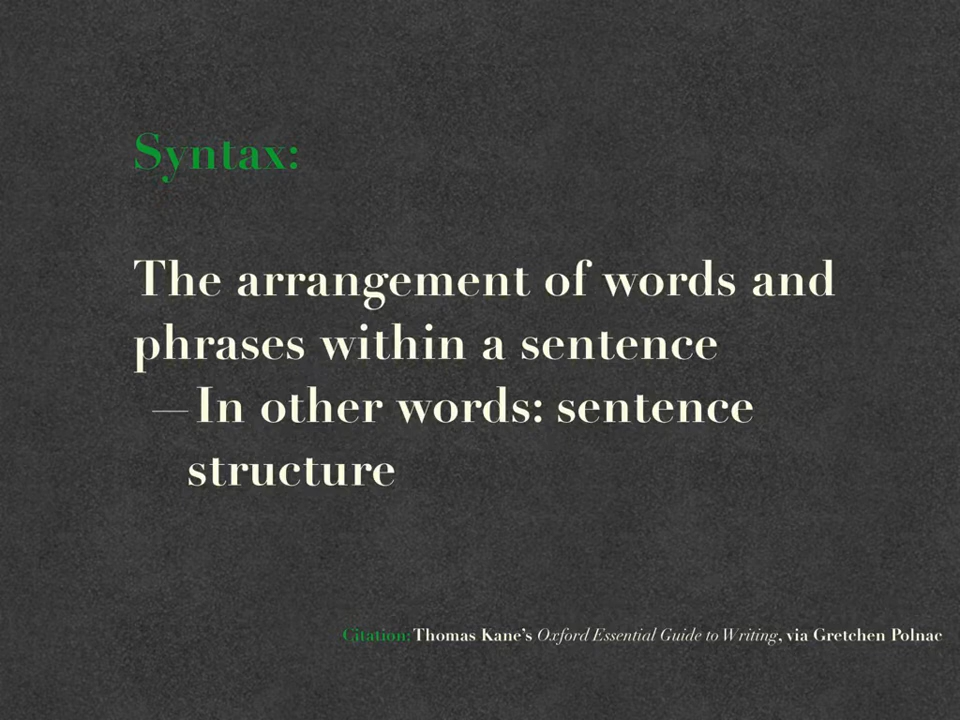 Syntax:
The arrangement of words and
phrases within a sentence
—In other words: sentence
structure
Citation: Thomas Kane’s Oxford Essential Guide to Writing, via Gretchen Polnac